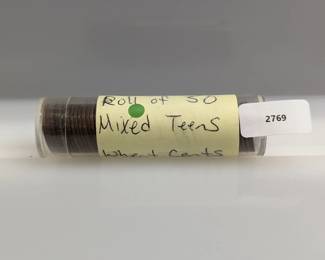 Roll of 50
Mixed Teens
Wheat Cents
2769